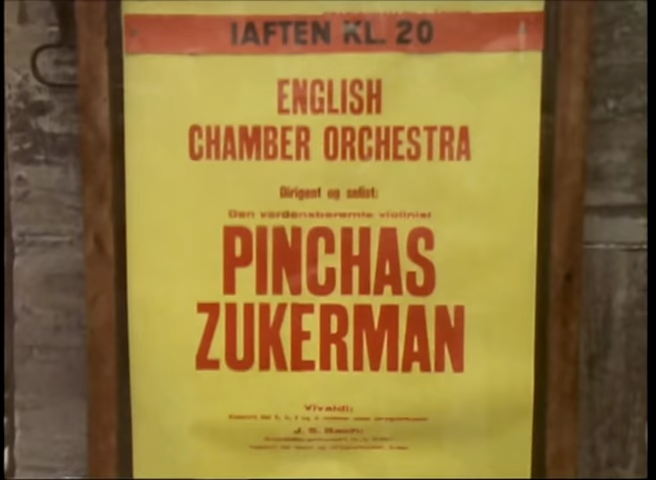 IAFTEN KL. 20
ENGLISH
CHAMBER ORCHESTRA
Dirigent og solist:
Den verdensberømte violinist
PINCHAS
ZUKERMAN
Vivaldi:
J. S. Bach: